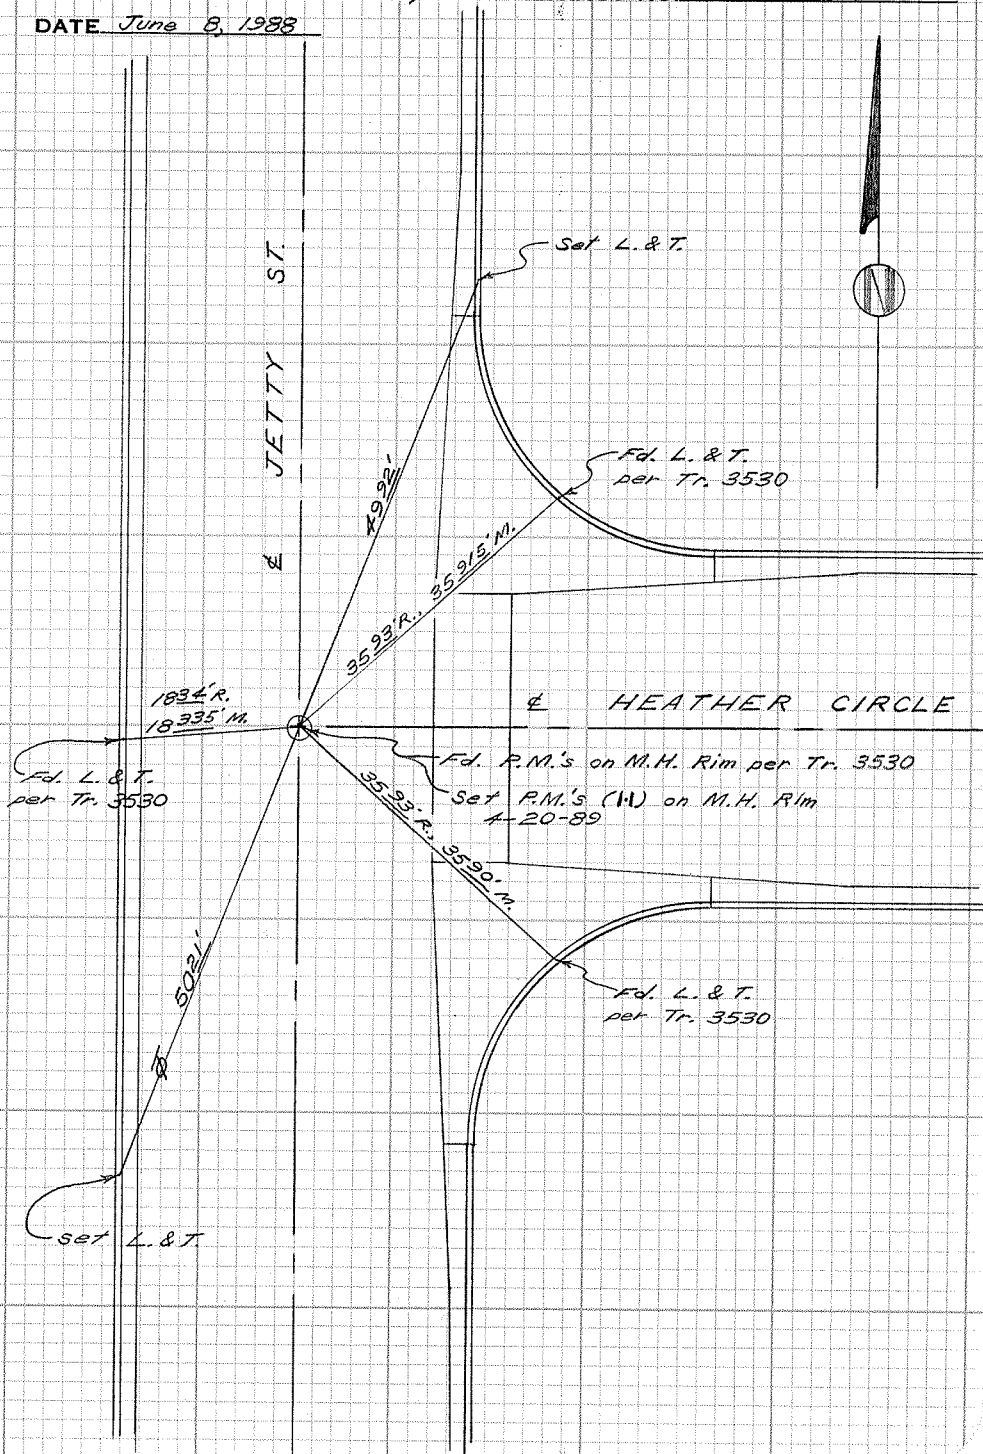 DATE June 8, 1988
Set L. & T.
N
℄ JETTY ST.
Fd. L. & T.
per Tr. 3530
49.92'
35.93' R., 35.915' M.
18.34' R.
18.335' M.
℄ HEATHER CIRCLE
Fd. P.M.'s on M.H. Rim per Tr. 3530
Fd. L. & T.
per Tr. 3530
Set P.M.'s (1·1) on M.H. Rim
4-20-89
35.93' R., 35.90' M.
50.21'
Fd. L. & T.
per Tr. 3530
set L. & T.